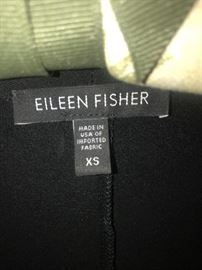 EILEEN FISHER
MADE IN
USA OF
IMPORTED
FABRIC
XS